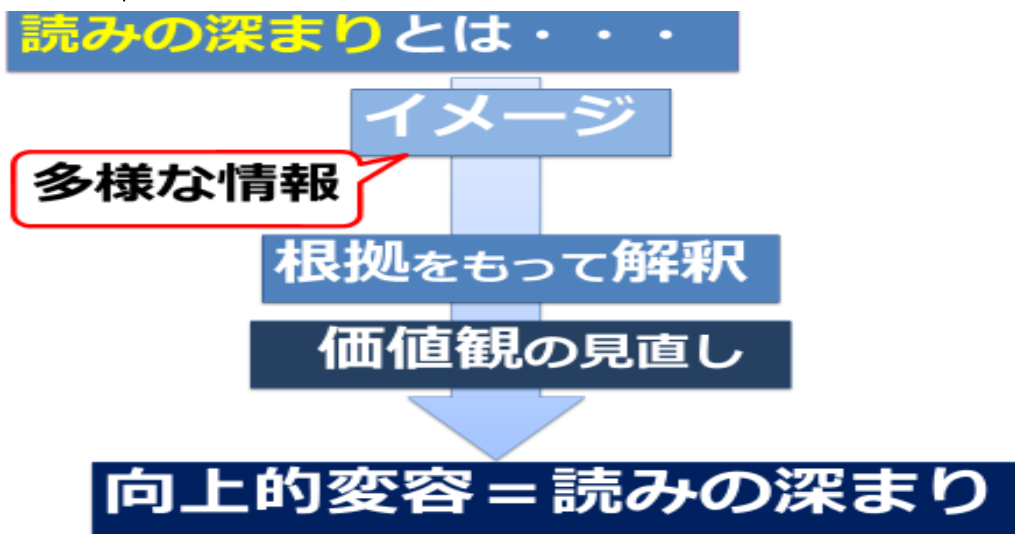 読みの深まりとは・・・
イメージ
多様な情報
根拠をもって解釈
価値観の見直し
向上的変容＝読みの深まり